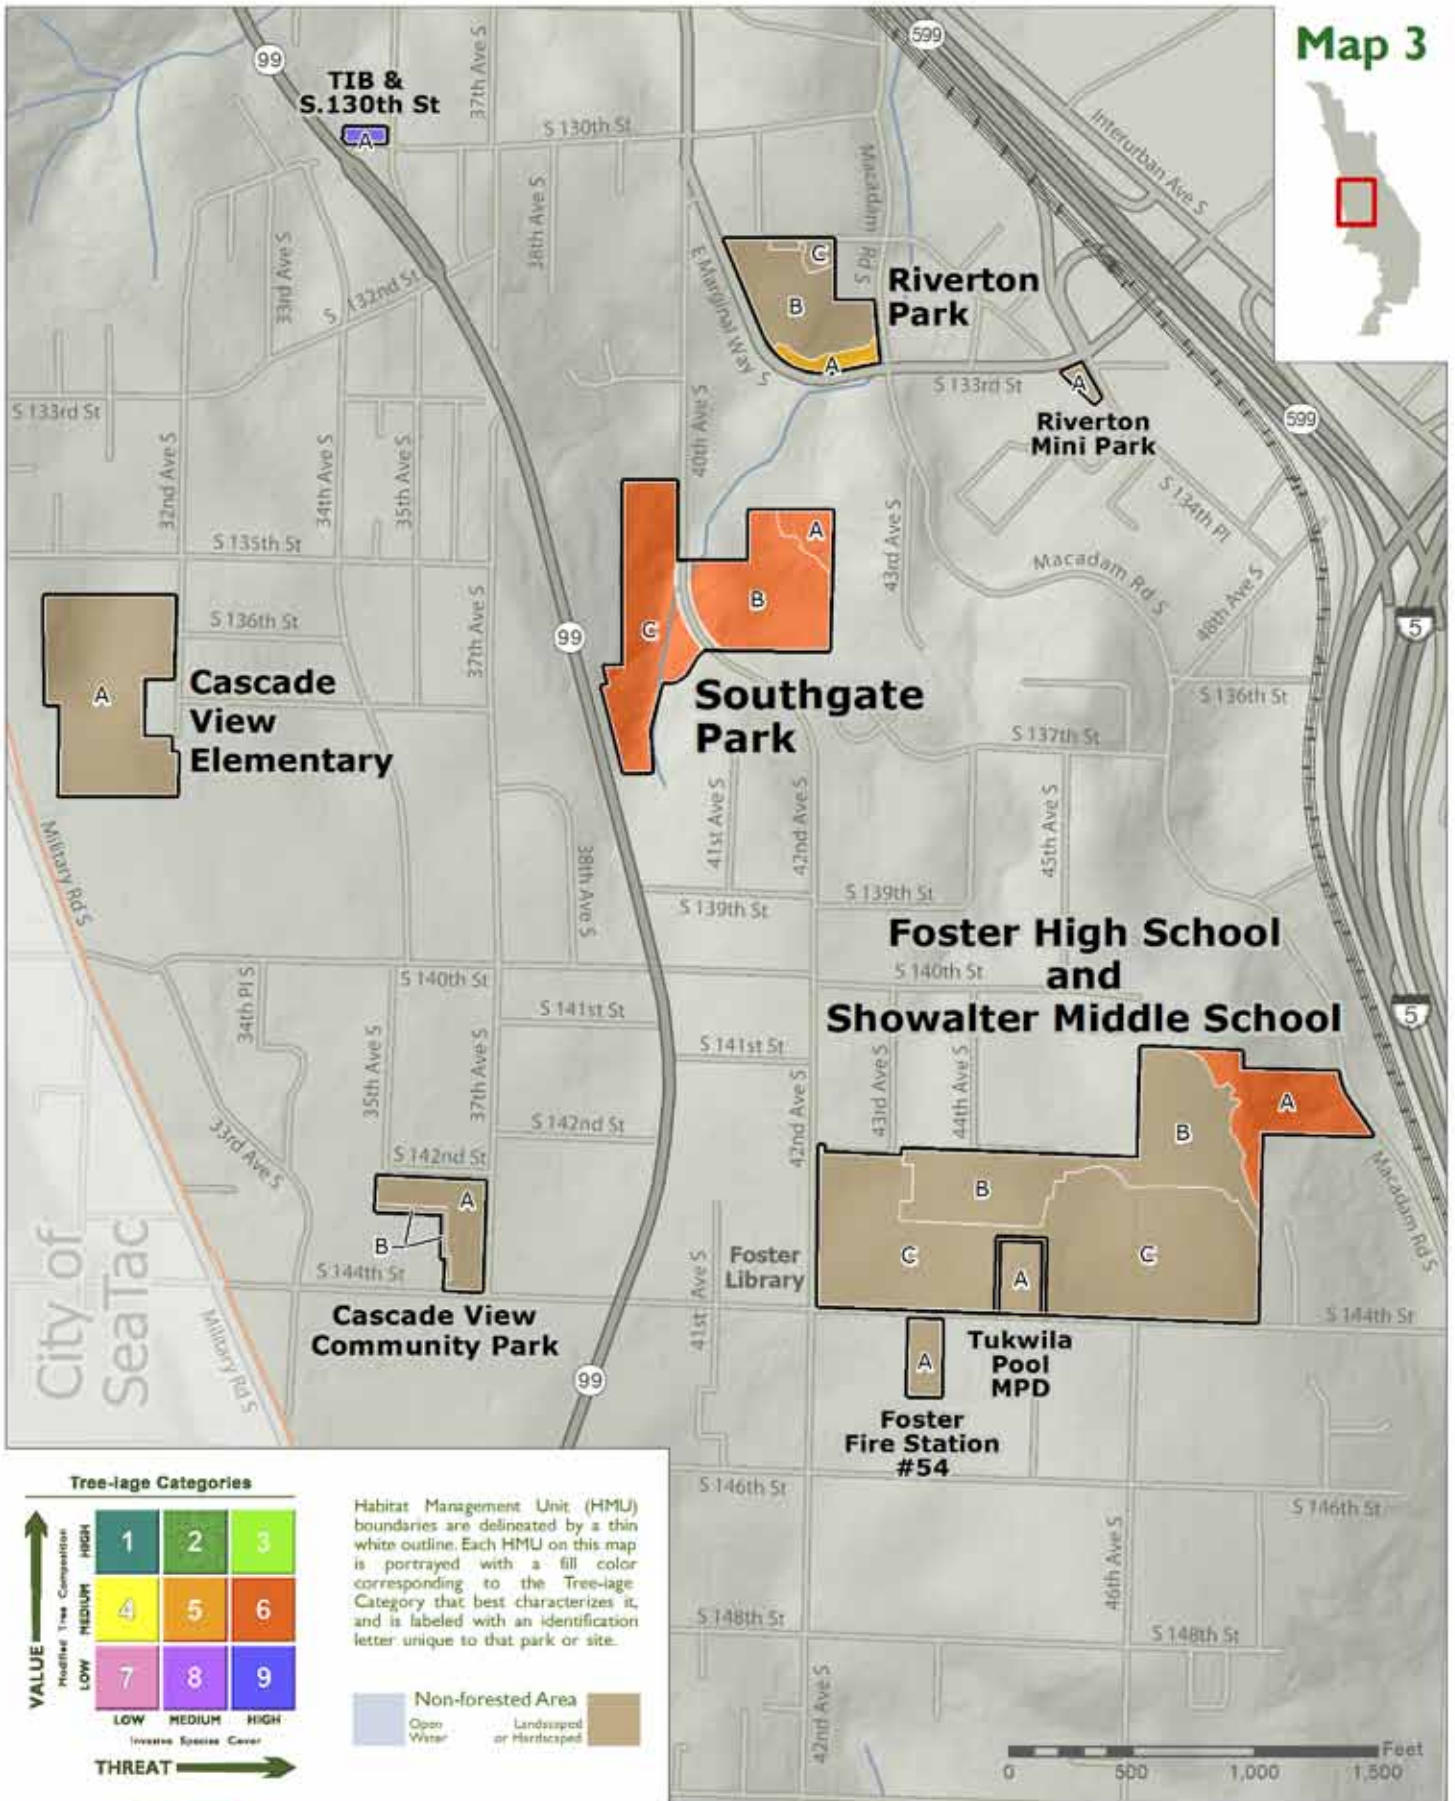 Map 3
99
599
TIB &
S.130th St
A
37th Ave S
S 130th St
Interurban Ave S
Macadam Rd S
38th Ave S
33rd Ave S
S 132nd St
E Marginal Way S
C
B
A
Riverton
Park
S 133rd St
A
Riverton
Mini Park
599
S 133rd St
32nd Ave S
34th Ave S
35th Ave S
40th Ave S
43rd Ave S
S 134th Pl
S 135th St
Macadam Rd S
48th Ave S
A
B
C
Southgate
Park
99
5
S 136th St
37th Ave S
A
Cascade
View
Elementary
S 136th St
S 137th St
Military Rd S
38th Ave S
41st Ave S
42nd Ave S
45th Ave S
S 139th St
S 139th St
Foster High School
and
Showalter Middle School
S 140th St
S 140th St
34th Pl S
S 141st St
S 141st St
5
35th Ave S
37th Ave S
42nd Ave S
43rd Ave S
44th Ave S
A
B
B
C
C
A
S 142nd St
S 142nd St
33rd Ave S
A
B
S 144th St
Cascade View
Community Park
City of
SeaTac
Military Rd S
41st Ave S
Foster
Library
Macadam Rd S
S 144th St
Tukwila
Pool
MPD
A
Foster
Fire Station
#54
99
S 146th St
S 146th St
46th Ave S
S 148th St
S 148th St
42nd Ave S
Tree-iage Categories
VALUE
Modified Tree Composition
HIGH
MEDIUM
LOW
1 2 3
4 5 6
7 8 9
LOW MEDIUM HIGH
Invasive Species Cover
THREAT
Habitat Management Unit (HMU)
boundaries are delineated by a thin
white outline. Each HMU on this map
is portrayed with a fill color
corresponding to the Tree-iage
Category that best characterizes it,
and is labeled with an identification
letter unique to that park or site.
Non-forested Area
Open
Water
Landscaped
or Hardscaped
Feet
0 500 1,000 1,500